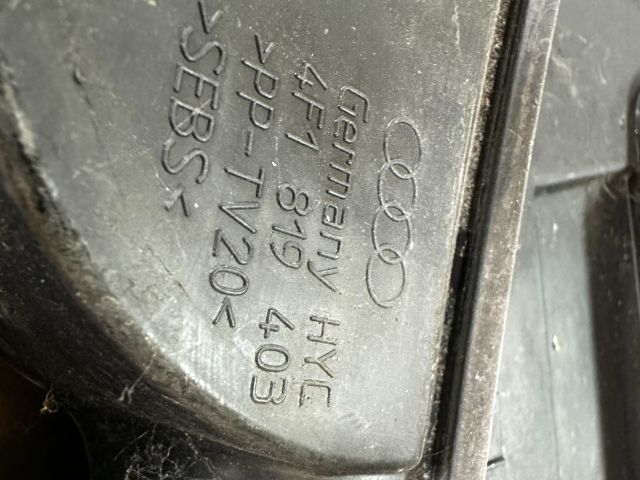 Germany HYC
4F1 819 403
>PP-TV20<
>SEBS<